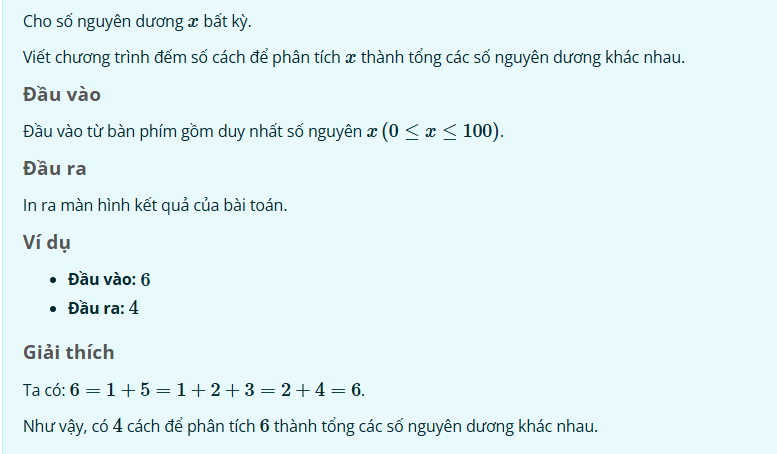 Cho số nguyên dương x bất kỳ.
Viết chương trình đếm số cách để phân tích x thành tổng các số nguyên dương khác nhau.
Đầu vào
Đầu vào từ bàn phím gồm duy nhất số nguyên x (0 ≤ x ≤ 100).
Đầu ra
In ra màn hình kết quả của bài toán.
Ví dụ
• Đầu vào: 6
• Đầu ra: 4
Giải thích
Ta có: 6 = 1 + 5 = 1 + 2 + 3 = 2 + 4 = 6.
Như vậy, có 4 cách để phân tích 6 thành tổng các số nguyên dương khác nhau.